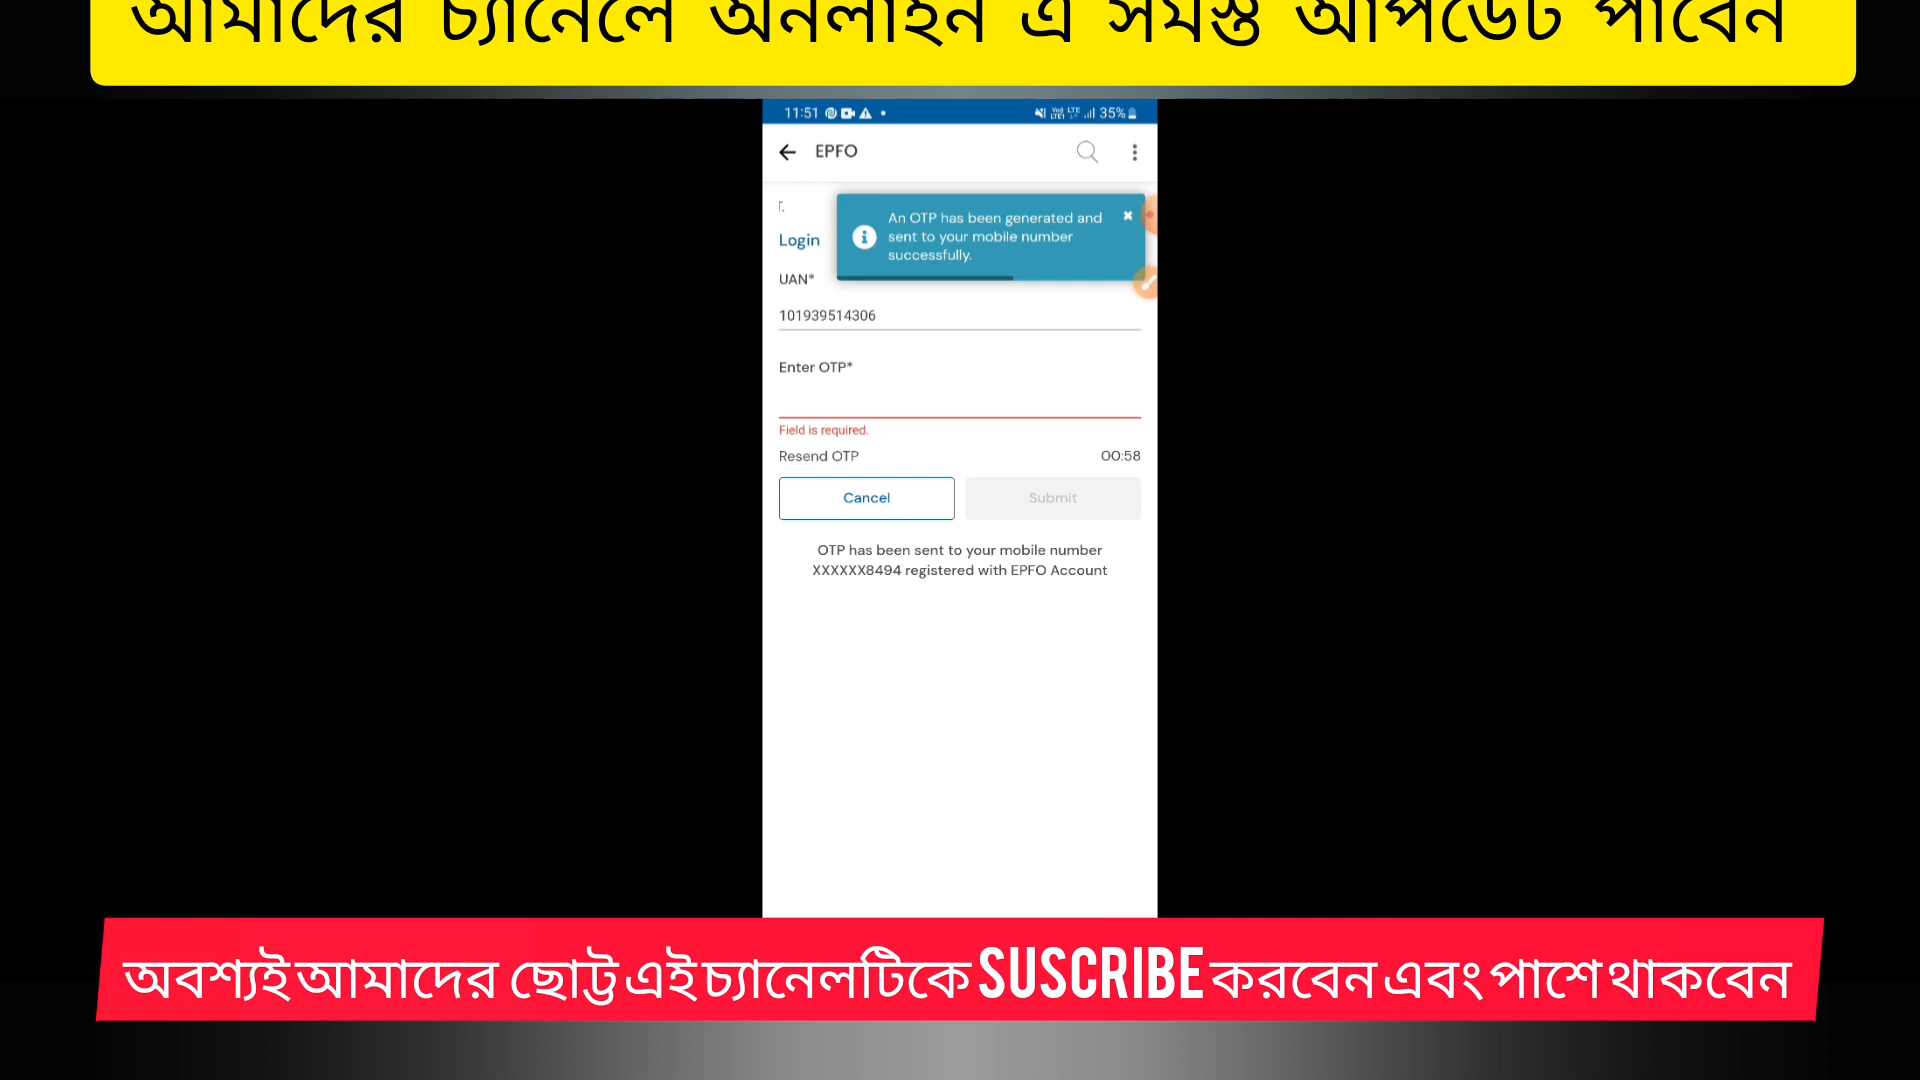 আমাদের চ্যানেলে অনলাইন এ সমস্ত আপডেট পাবেন
11:51 35%
EPFO
T.
An OTP has been generated and
sent to your mobile number
successfully.
Login
UAN*
101939514306
Enter OTP*
Field is required.
Resend OTP 00:58
Cancel Submit
OTP has been sent to your mobile number
XXXXXX8494 registered with EPFO Account
অবশ্যই আমাদের ছোট্ট এই চ্যানেলটিকে SUSCRIBE করবেন এবং পাশে থাকবেন